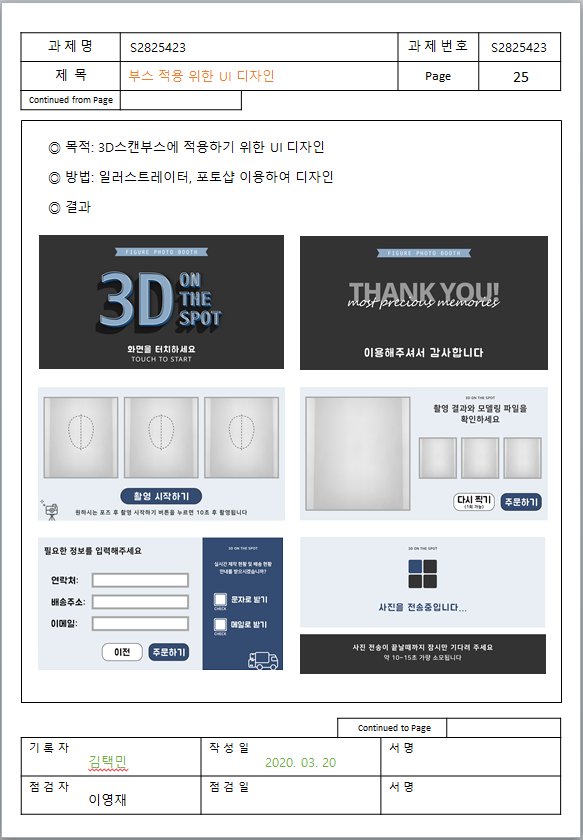 과 제 명
S2825423
과 제 번 호
S2825423
제 목
부스 적용 위한 UI 디자인
Page
25
Continued from Page
◎ 목적: 3D스캔부스에 적용하기 위한 UI 디자인
◎ 방법: 일러스트레이터, 포토샵 이용하여 디자인
◎ 결과
FIGURE PHOTO BOOTH
3D ON THE SPOT
화면을 터치하세요
TOUCH TO START
FIGURE PHOTO BOOTH
THANK YOU!
most precious memories
이용해주셔서 감사합니다
촬영 시작하기
원하시는 포즈 후 촬영 시작하기 버튼을 누르면 10초 후 촬영됩니다
3D ON THE SPOT
촬영 결과와 모델링 파일을
확인하세요
다시 찍기
(1회 가능)
주문하기
필요한 정보를 입력해주세요
연락처:
배송주소:
이메일:
이전
주문하기
3D ON THE SPOT
실시간 제작 현황 및 배송 현황
안내를 받으시겠습니까?
문자로 받기
CHECK
메일로 받기
CHECK
3D ON THE SPOT
사진을 전송중입니다...
사진 전송이 끝날때까지 잠시만 기다려 주세요
약 10~15초 가량 소모됩니다
Continued to Page
기 록 자
김택민
작 성 일
2020. 03. 20
서 명
점 검 자
이영재
점 검 일
서 명